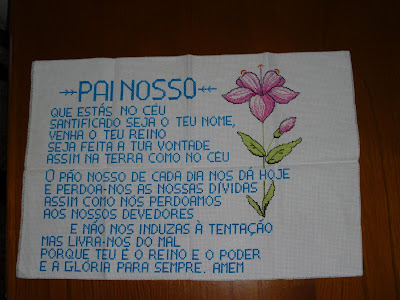 PAI NOSSO
QUE ESTÁS NO CÉU
SANTIFICADO SEJA O TEU NOME,
VENHA O TEU REINO
SEJA FEITA A TUA VONTADE
ASSIM NA TERRA COMO NO CÉU
O PÃO NOSSO DE CADA DIA NOS DÁ HOJE
E PERDOA-NOS AS NOSSAS DÍVIDAS
ASSIM COMO NÓS PERDOAMOS
AOS NOSSOS DEVEDORES
E NÃO NOS INDUZAS À TENTAÇÃO
MAS LIVRA-NOS DO MAL
PORQUE TEU É O REINO E O PODER
E A GLÓRIA PARA SEMPRE. AMEM